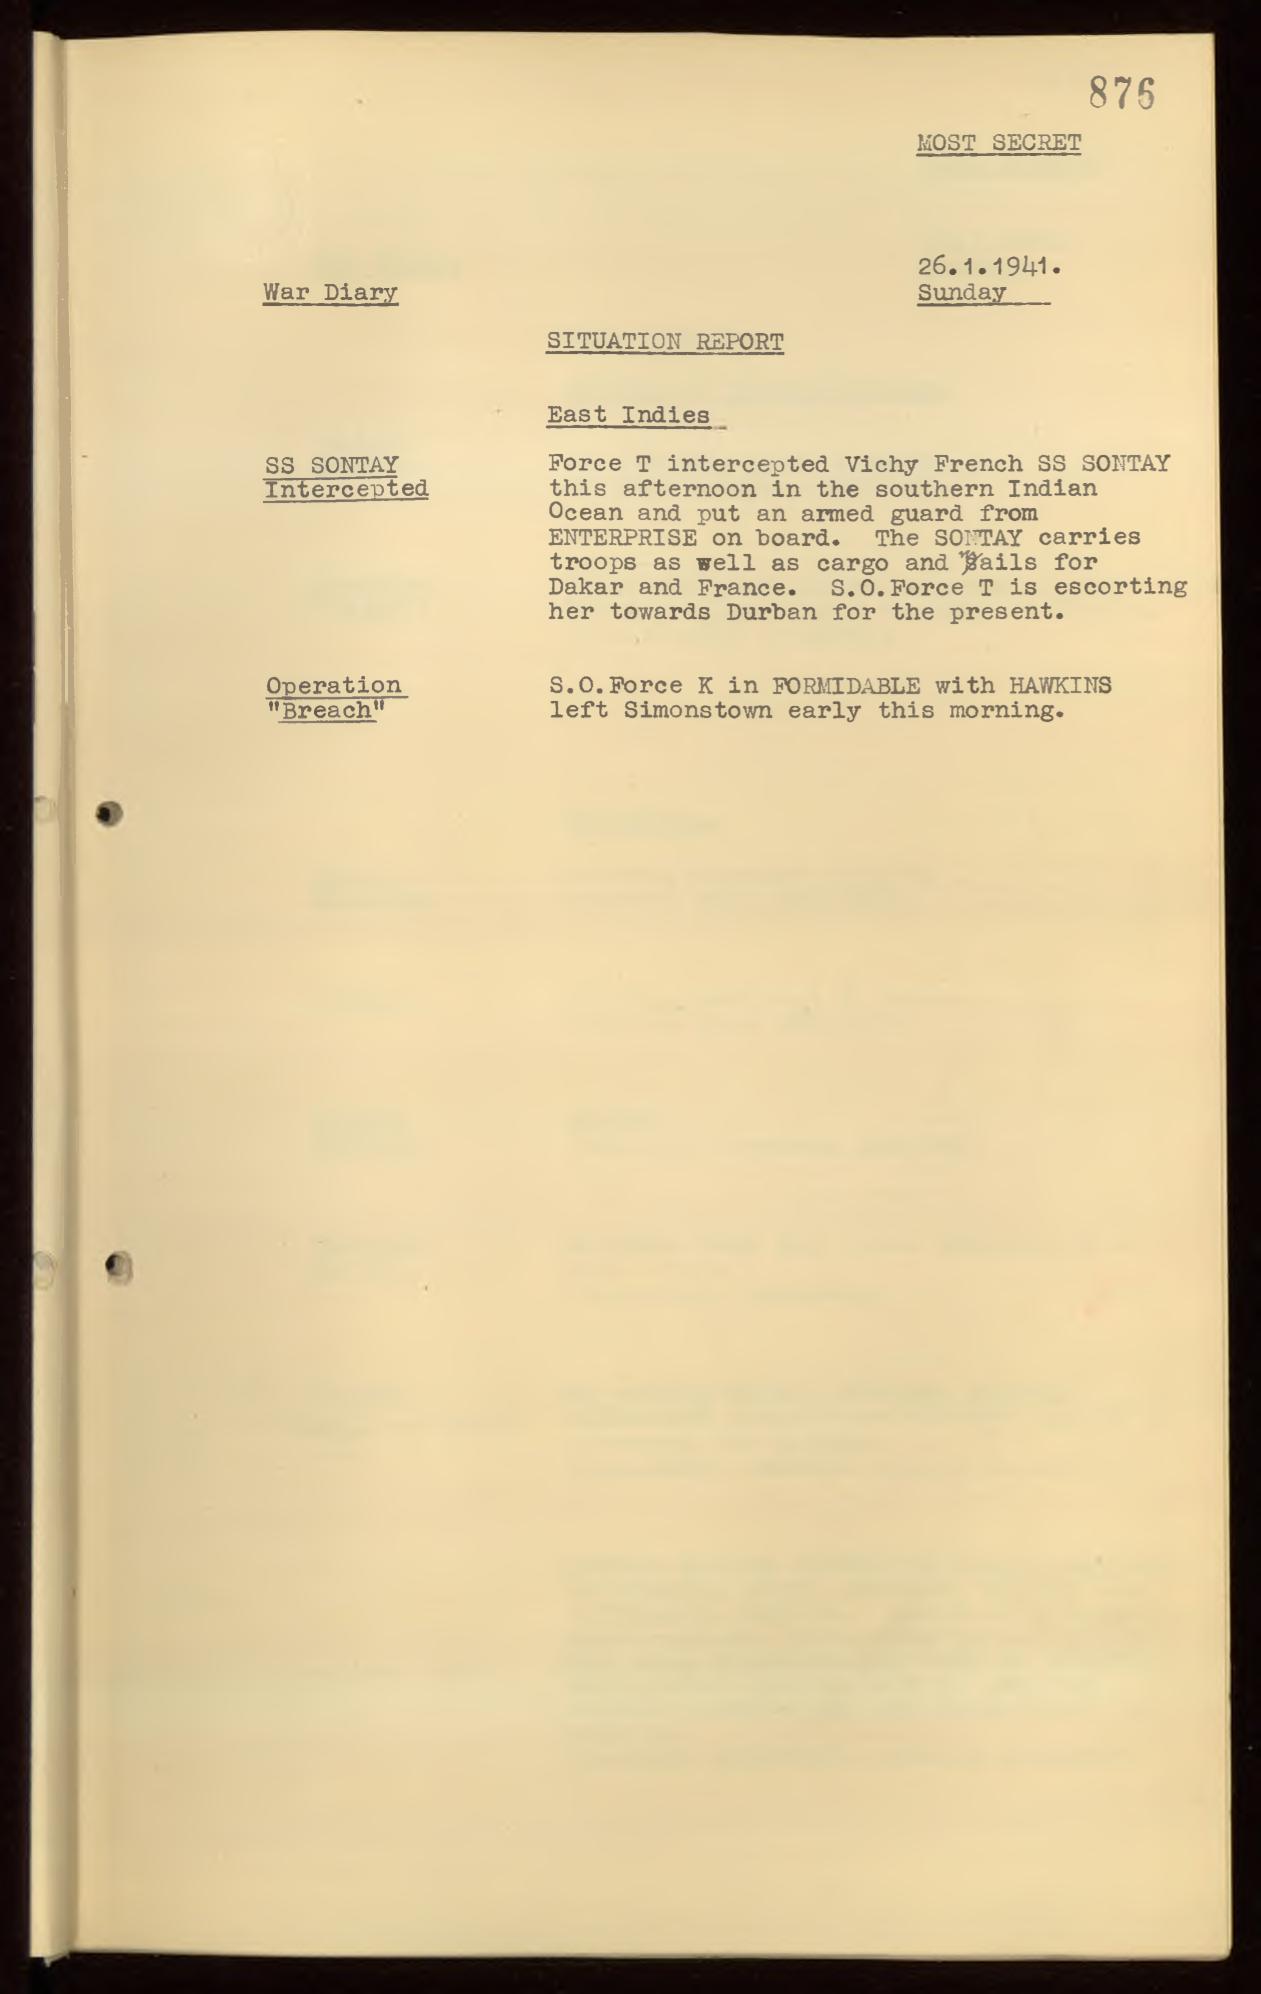 876
MOST SECRET
26.1.1941.
War Diary
Sunday
SITUATION REPORT
East Indies
SS SONTAY
Intercepted
Force T intercepted Vichy French SS SONTAY
this afternoon in the southern Indian
Ocean and put an armed guard from
ENTERPRISE on board. The SONTAY carries
troops as well as cargo and mails for
Dakar and France. S.O.Force T is escorting
her towards Durban for the present.
Operation
"Breach"
S.O.Force K in FORMIDABLE with HAWKINS
left Simonstown early this morning.